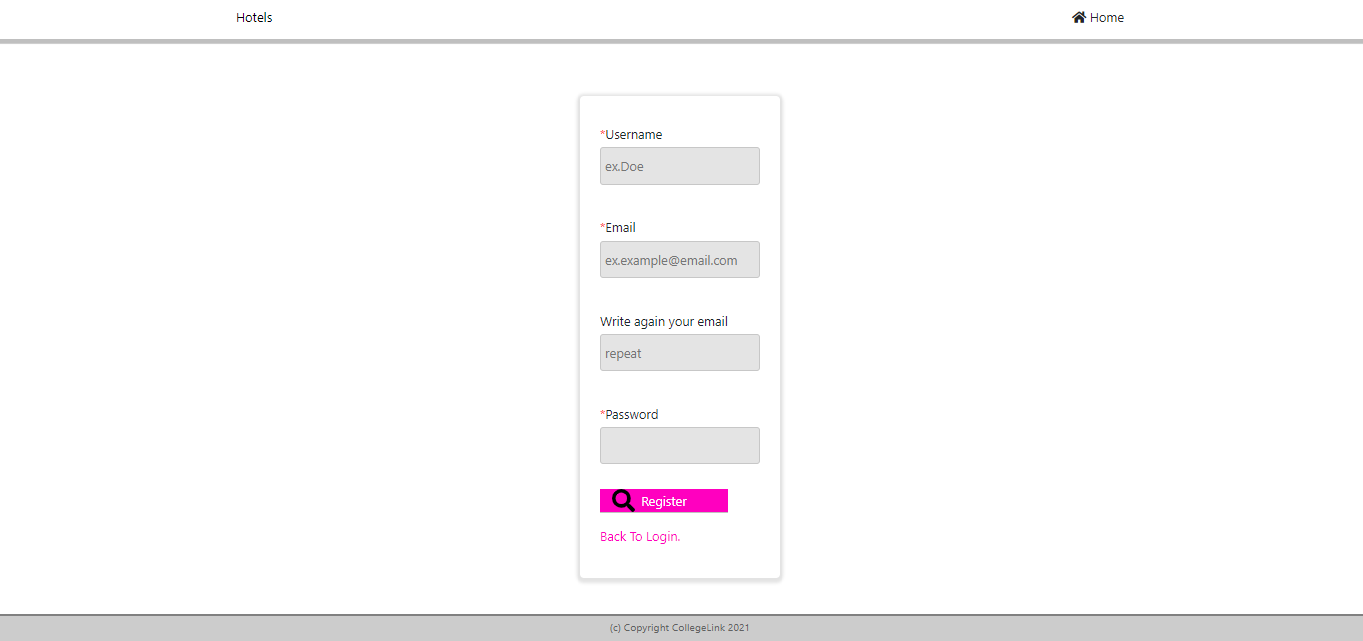 Hotels
Home
*Username
ex.Doe
*Email
ex.example@email.com
Write again your email
repeat
*Password
Register
Back To Login.
(c) Copyright CollegeLink 2021